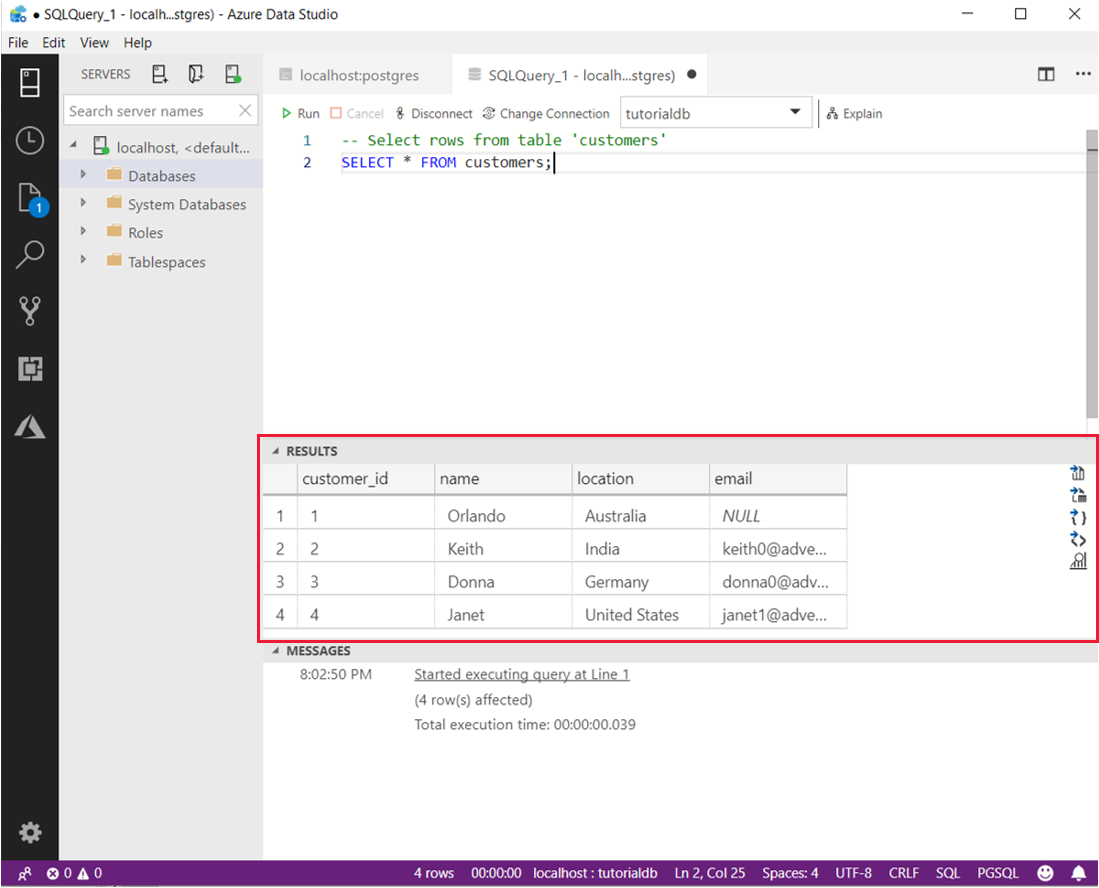 ● SQLQuery_1 - localh...stgres) - Azure Data Studio
File Edit View Help
SERVERS
localhost:postgres
SQLQuery_1 - localh...stgres) ●
Search server names
Run Cancel Disconnect Change Connection tutorialdb Explain
localhost, <default...
Databases
System Databases
Roles
Tablespaces
1
1 -- Select rows from table 'customers'
2 SELECT * FROM customers;
RESULTS
customer_id name location email
1 1 Orlando Australia NULL
2 2 Keith India keith0@adve...
3 3 Donna Germany donna0@adv...
4 4 Janet United States janet1@adve...
MESSAGES
8:02:50 PM Started executing query at Line 1
(4 row(s) affected)
Total execution time: 00:00:00.039
0 0 4 rows 00:00:00 localhost : tutorialdb Ln 2, Col 25 Spaces: 4 UTF-8 CRLF SQL PGSQL